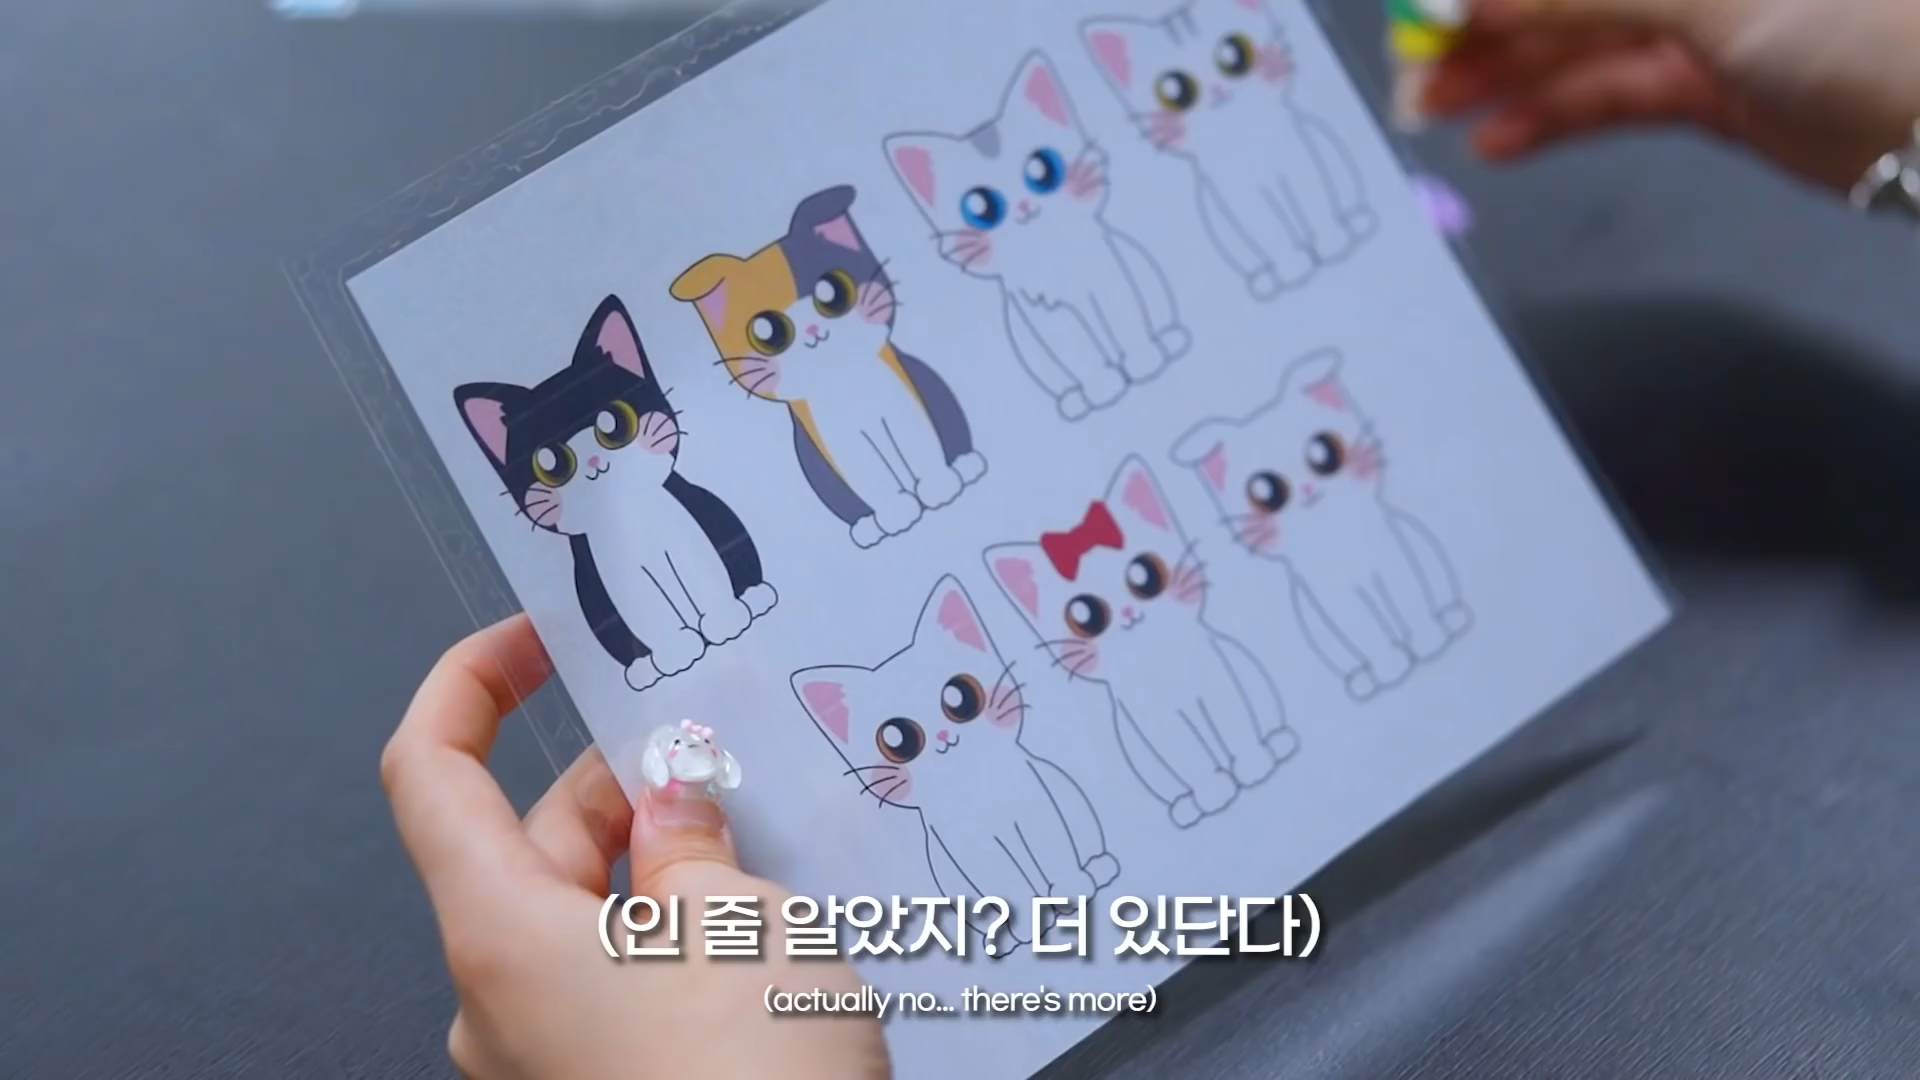 (인 줄 알았지? 더 있단다)
(actually no... there's more)